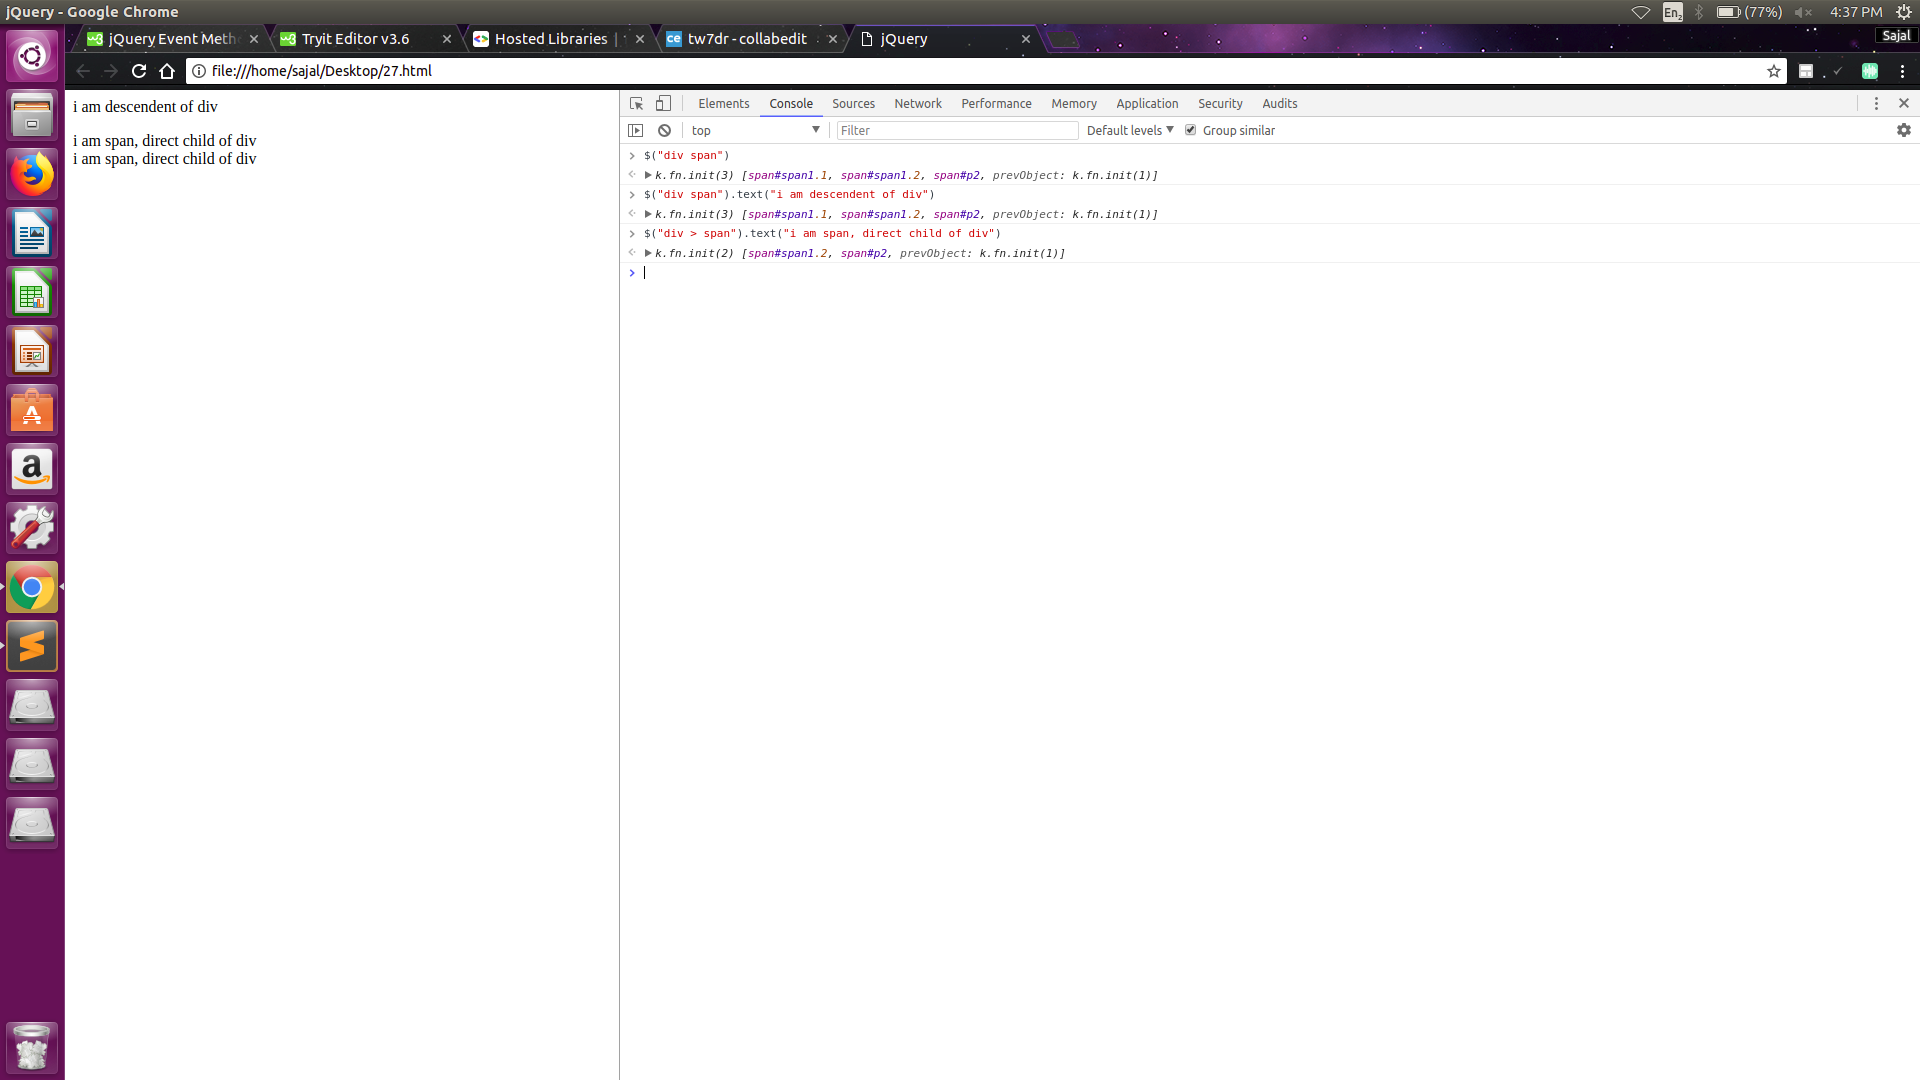 jQuery - Google Chrome
En2
(77%)
4:37 PM
jQuery Event Meth
Tryit Editor v3.6
Hosted Libraries |
ce tw7dr - collabedit
jQuery
Sajal
file:///home/sajal/Desktop/27.html
i am descendent of div
i am span, direct child of div
i am span, direct child of div
Elements Console Sources Network Performance Memory Application Security Audits
top
Filter
Default levels
Group similar
$("div span")
k.fn.init(3) [span#span1.1, span#span1.2, span#p2, prevObject: k.fn.init(1)]
$("div span").text("i am descendent of div")
k.fn.init(3) [span#span1.1, span#span1.2, span#p2, prevObject: k.fn.init(1)]
$("div > span").text("i am span, direct child of div")
k.fn.init(2) [span#span1.2, span#p2, prevObject: k.fn.init(1)]